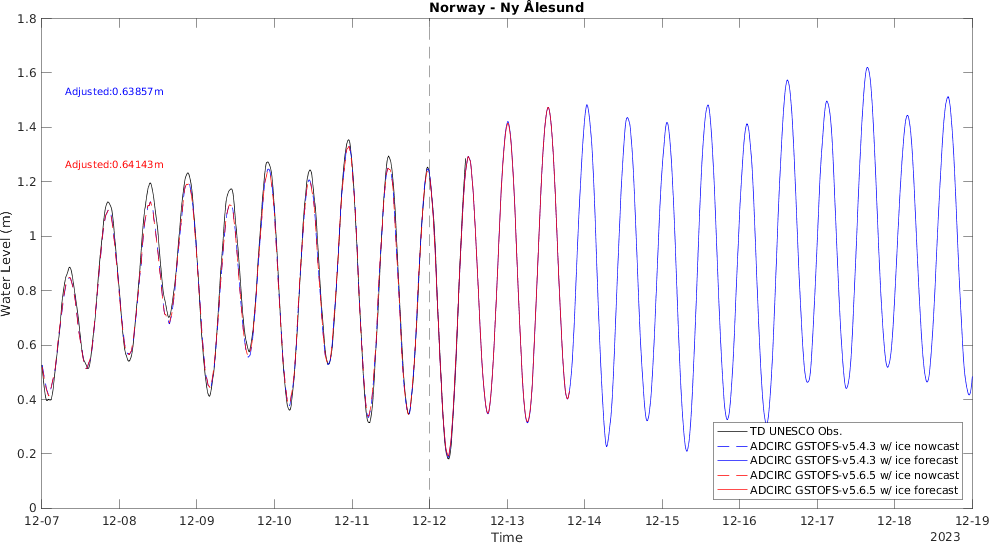 Norway - Ny Ålesund
1.8
1.6
1.4
1.2
1
0.8
0.6
0.4
0.2
0
Water Level (m)
Adjusted:0.63857m
Adjusted:0.64143m
TD UNESCO Obs.
ADCIRC GSTOFS-v5.4.3 w/ ice nowcast
ADCIRC GSTOFS-v5.4.3 w/ ice forecast
ADCIRC GSTOFS-v5.6.5 w/ ice nowcast
ADCIRC GSTOFS-v5.6.5 w/ ice forecast
12-07 12-08 12-09 12-10 12-11 12-12 12-13 12-14 12-15 12-16 12-17 12-18 12-19
Time
2023